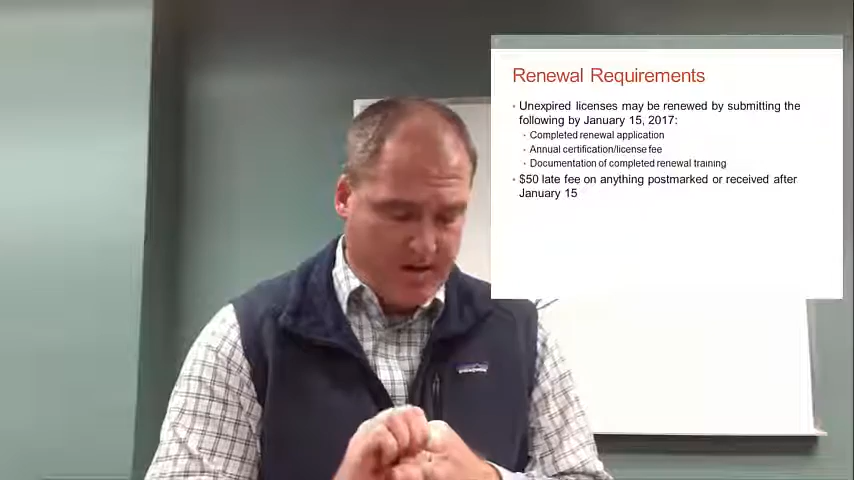 Renewal Requirements
• Unexpired licenses may be renewed by submitting the
following by January 15, 2017:
• Completed renewal application
• Annual certification/license fee
• Documentation of completed renewal training
• $50 late fee on anything postmarked or received after
January 15
patagonia